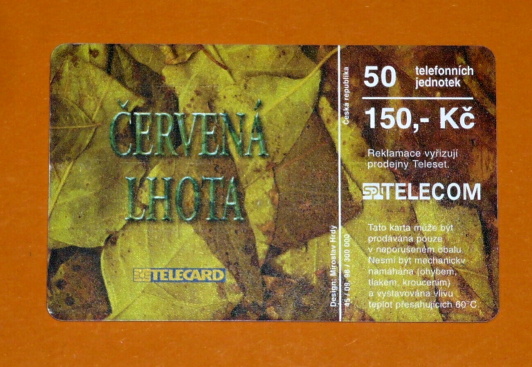 ČERVENÁ
LHOTA
TELECARD
Česká republika
50 telefonních
jednotek
150,- Kč
Reklamace vyřizují
prodejny Teleset.
SPT TELECOM
Tato karta může být
prodávána pouze
v neporušeném obalu
Nesmí být mechanicky
namáhána (ohybem,
tlakem, kroucením)
a vystavována vlivu
teplot přesahujících 60°C.
Design: Miroslav
300 000